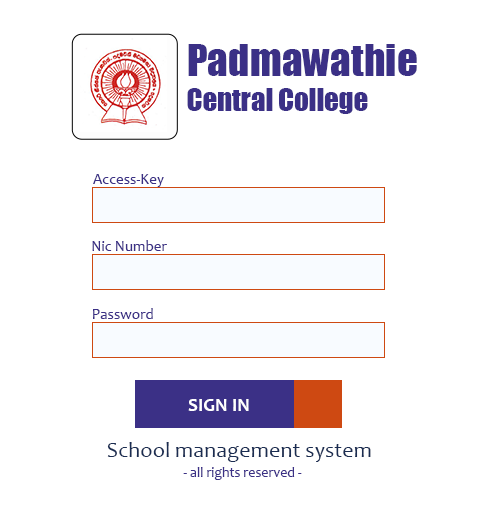 Padmawathie
Central College
Access-Key
Nic Number
Password
SIGN IN
School management system
- all rights reserved -